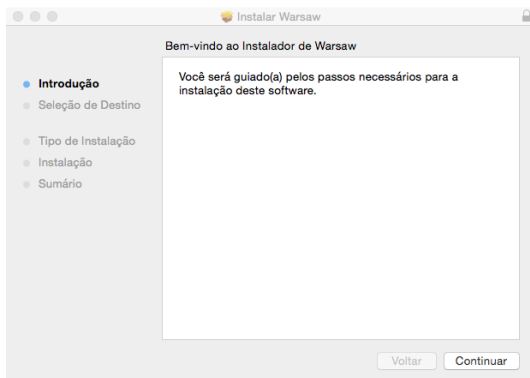 Instalar Warsaw
Bem-vindo ao Instalador de Warsaw
Introdução
Seleção de Destino
Tipo de Instalação
Instalação
Sumário
Você será guiado(a) pelos passos necessários para a
instalação deste software.
Voltar
Continuar